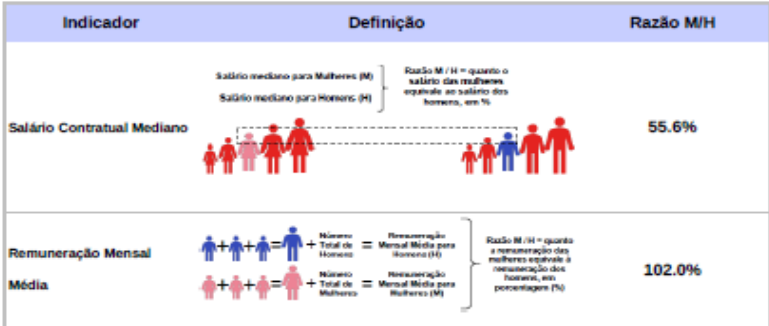 Indicador Definição Razão M/H
Salário mediano para Mulheres (M)
Salário mediano para Homens (H)
Razão M / H = quanto o
salário das mulheres
equivale ao salário dos
homens, em %
Salário Contratual Mediano
55.6%
Remuneração Mensal
Média
+ + = + Número
Total de
Homens
= Remuneração
Mensal Média para
Homens (H)
+ + = + Número
Total de
Mulheres
= Remuneração
Mensal Média para
Mulheres (M)
Razão M / H = quanto
a remuneração das
mulheres equivale à
remuneração dos
homens, em
porcentagem (%)
102.0%